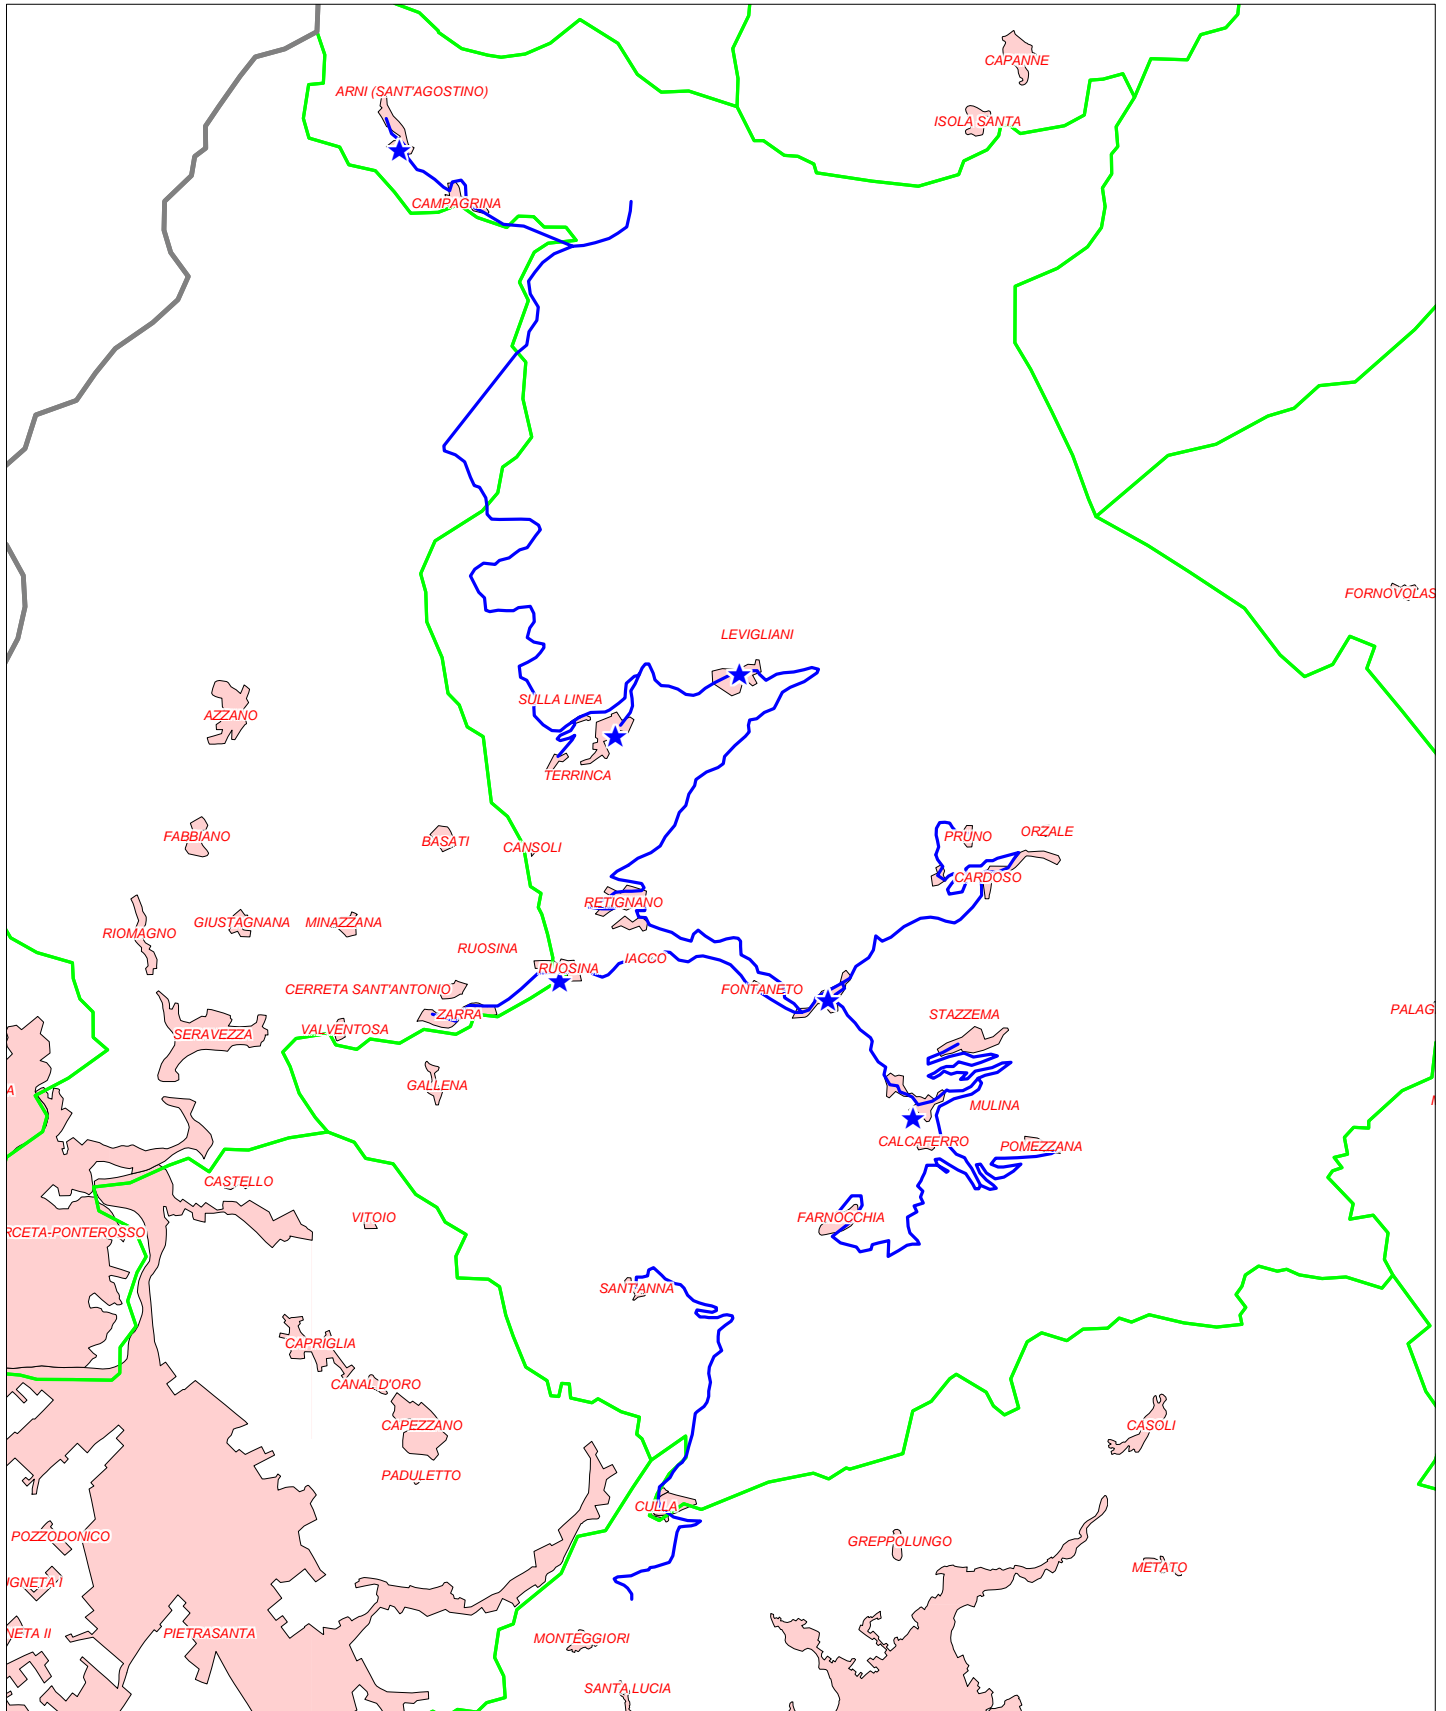 CAPANNE
ARNI (SANT'AGOSTINO)
ISOLA SANTA
CAMPAGRINA
FORNOVOLAS
LEVIGLIANI
SULLA LINEA
AZZANO
TERRINCA
FABBIANO
BASATI
CANSOLI
PRUNO
ORZALE
CARDOSO
RETIGNANO
RIOMAGNO
GIUSTAGNANA
MINAZZANA
RUOSINA
RUOSINA
IACCO
CERRETA SANT'ANTONIO
FONTANETO
PALAG
ZARRA
STAZZEMA
SERAVEZZA
VALVENTOSA
GALLENA
A
MULINA
CALCAFERRO
POMEZZANA
CASTELLO
VITOIO
FARNOCCHIA
RCETA-PONTEROSSO
SANT'ANNA
CAPRIGLIA
CANAL D'ORO
CAPEZZANO
CASOLI
PADULETTO
CULLA
POZZODONICO
GREPPOLUNGO
METATO
IGNETA I
NETA II
PIETRASANTA
MONTEGGIORI
SANTA LUCIA